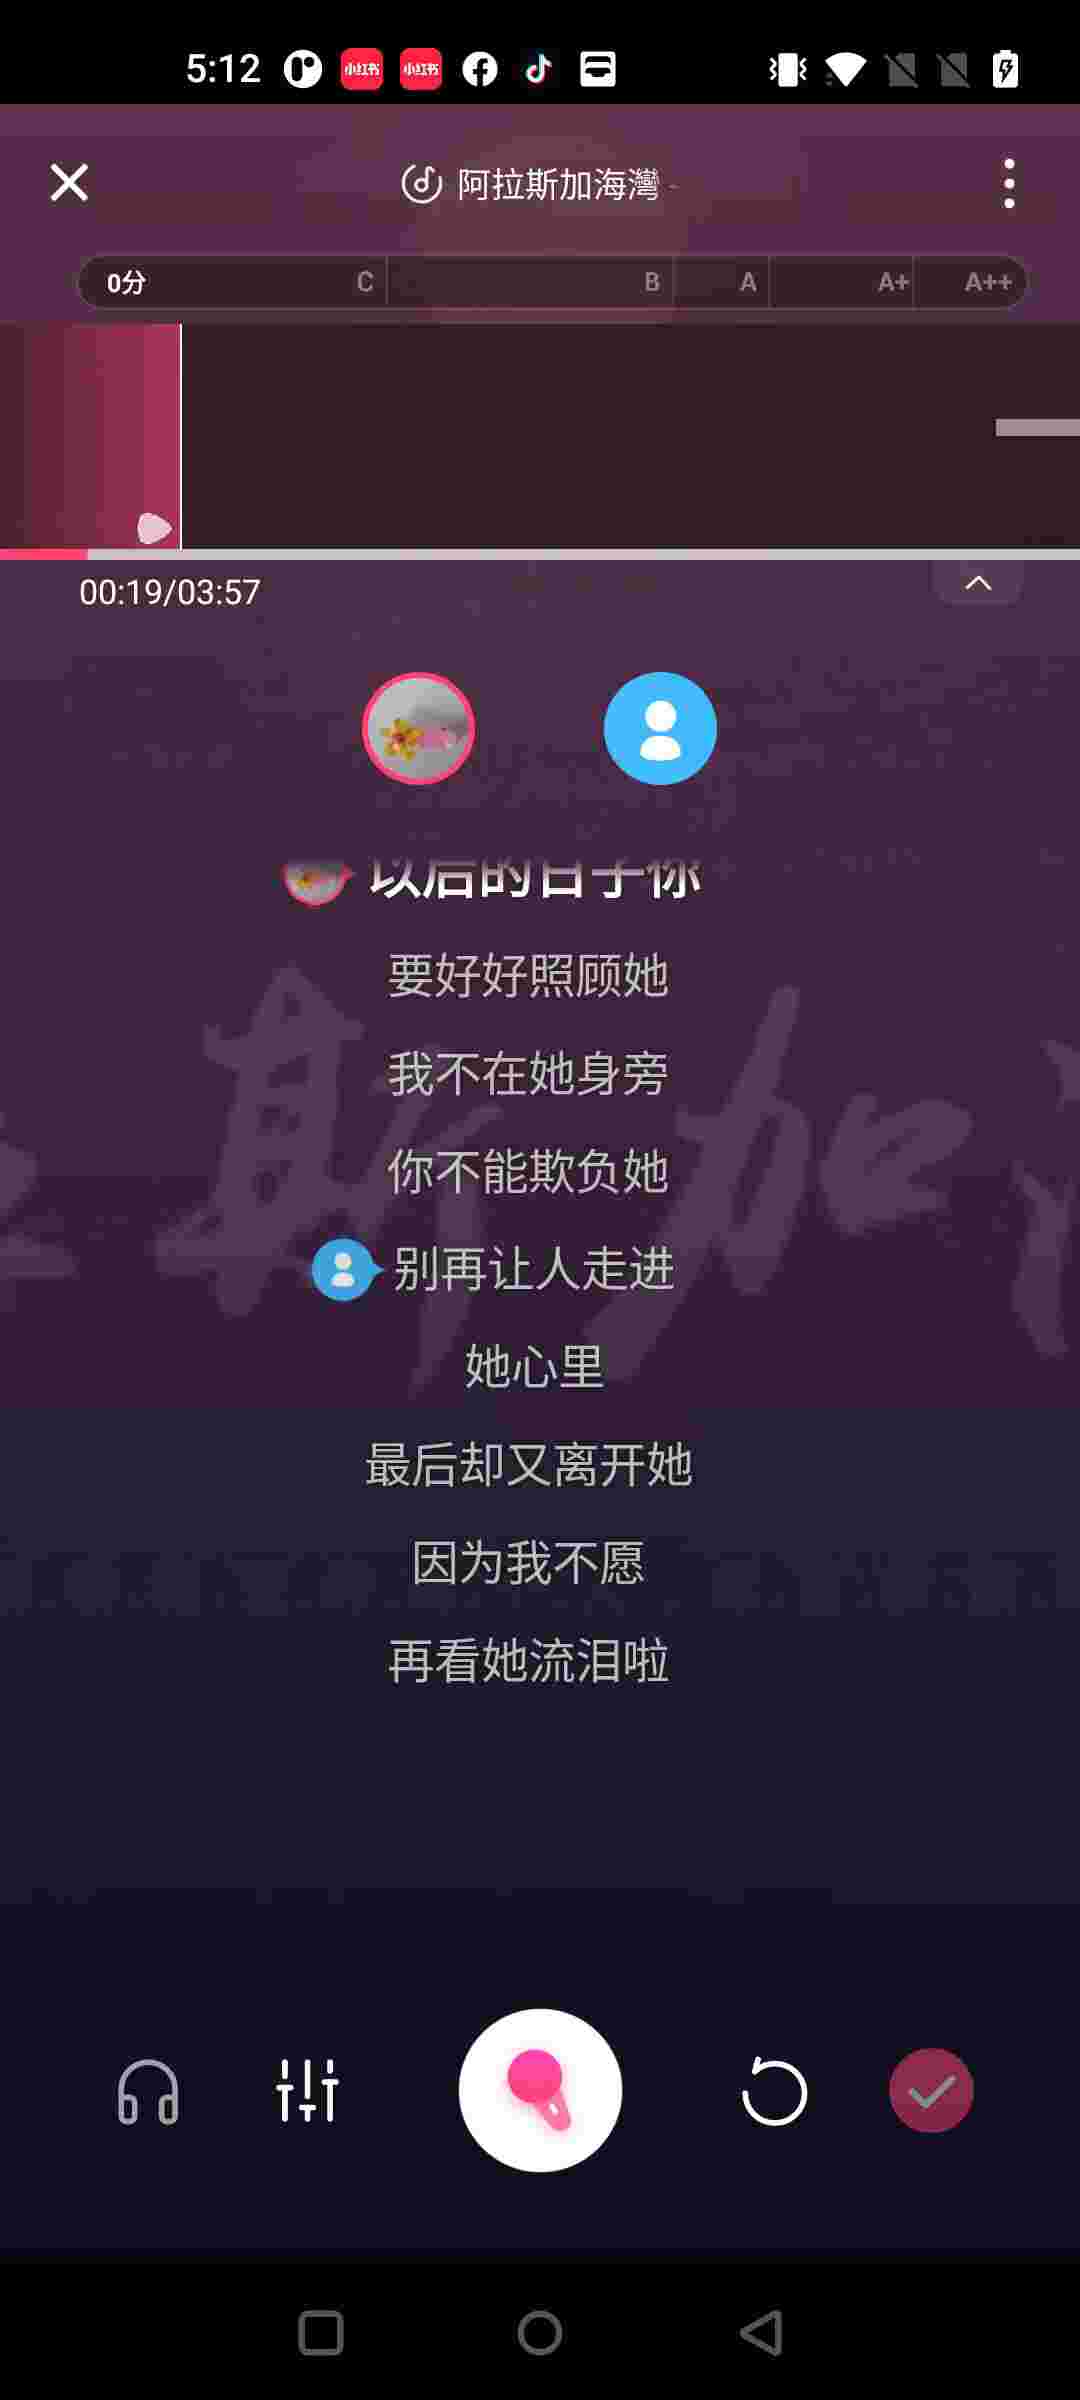 5:12
小红书
小红书
阿拉斯加海灣 -
0分 C B A A+ A++
00:19/03:57
以后的日子你
要好好照顾她
我不在她身旁
你不能欺负她
别再让人走进
她心里
最后却又离开她
因为我不愿
再看她流泪啦
斯加